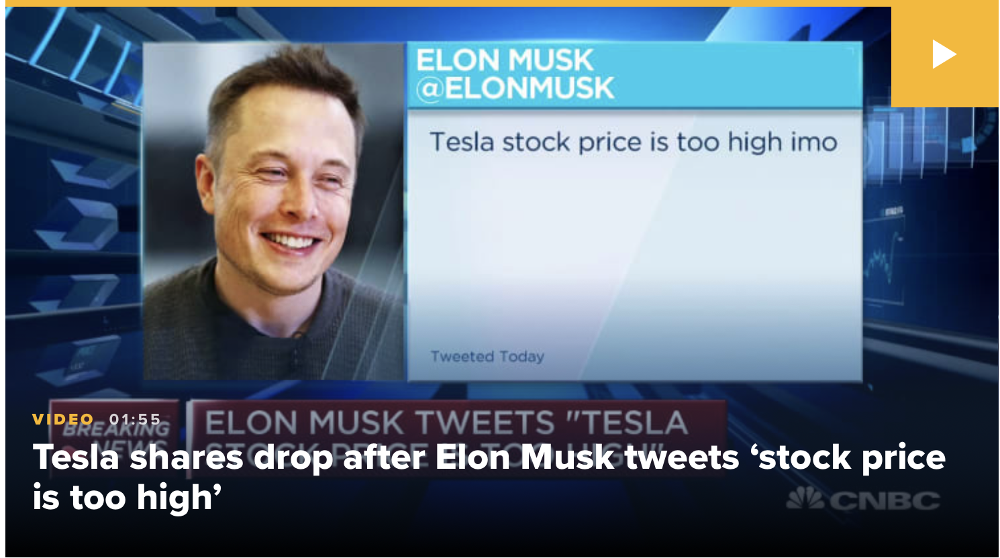 ELON MUSK
@ELONMUSK
Tesla stock price is too high imo
Tweeted Today
VIDEO 01:55
BREAKING
NEWS
ELON MUSK TWEETS "TESLA
STOCK PRICE IS TOO HIGH"
Tesla shares drop after Elon Musk tweets ‘stock price
is too high’
CNBC